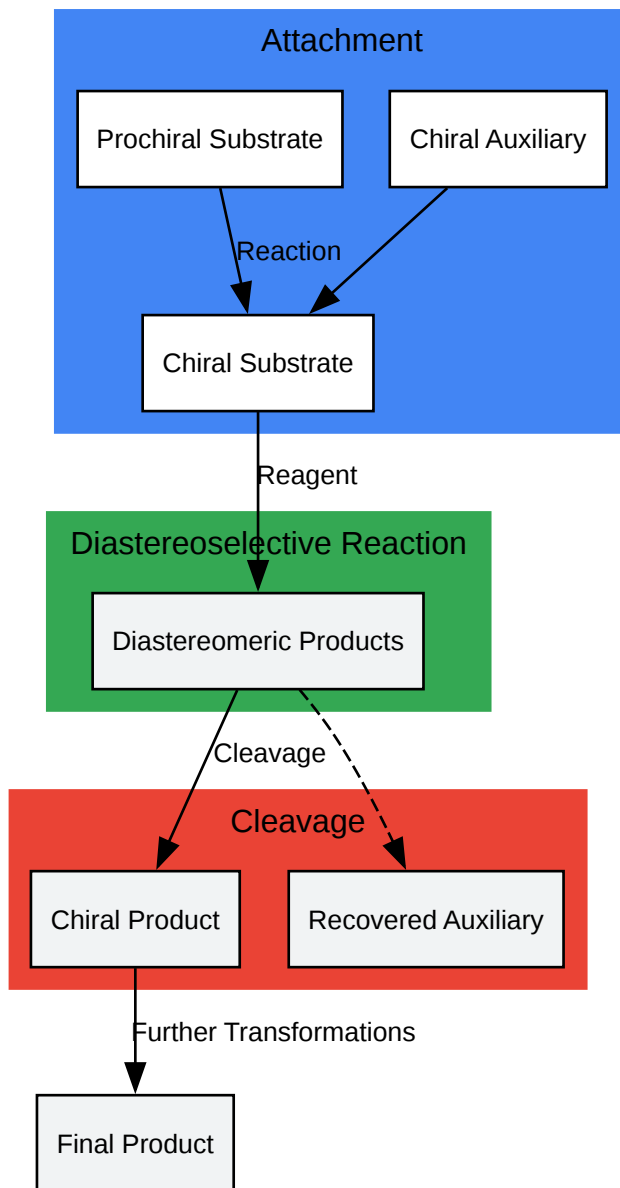 Attachment
Prochiral Substrate
Chiral Auxiliary
Reaction
Chiral Substrate
Reagent
Diastereoselective Reaction
Diastereomeric Products
Cleavage
Cleavage
Chiral Product
Recovered Auxiliary
Further Transformations
Final Product